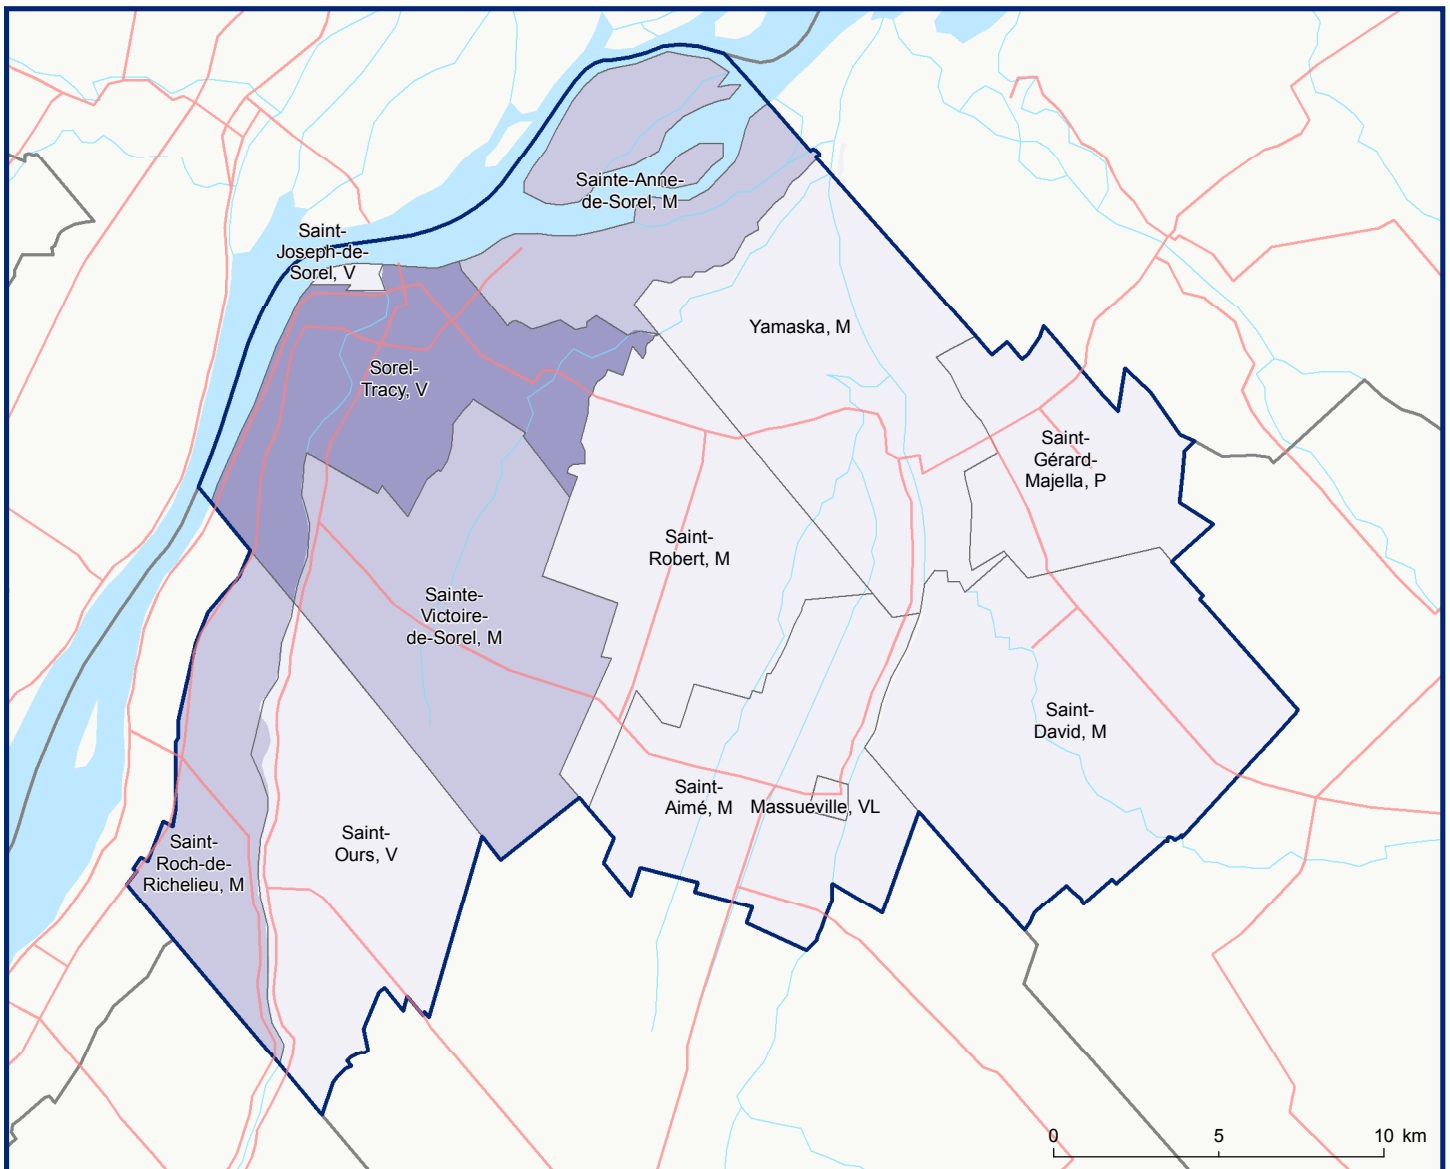 Sainte-Anne-
de-Sorel, M
Saint-
Joseph-de-
Sorel, V
Yamaska, M
Sorel-
Tracy, V
Saint-
Gérard-
Majella, P
Saint-
Robert, M
Sainte-
Victoire-
de-Sorel, M
Saint-
David, M
Saint-
Aimé, M
Massueville, VL
Saint-
Ours, V
Saint-
Roch-de-
Richelieu, M
0 5 10 km